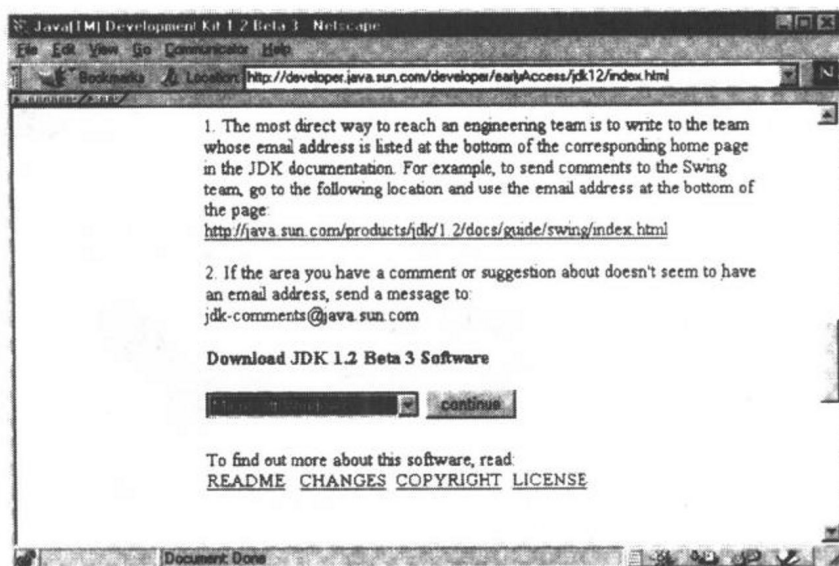 Java(TM) Development Kit 1.2 Beta 3 - Netscape
File Edit View Go Communicator Help
Bookmarks Location: http://developer.java.sun.com/developer/earlyAccess/jdk12/index.html
1. The most direct way to reach an engineering team is to write to the team
whose email address is listed at the bottom of the corresponding home page
in the JDK documentation. For example, to send comments to the Swing
team, go to the following location and use the email address at the bottom of
the page:
http://java.sun.com/products/jdk/1.2/docs/guide/swing/index.html
2. If the area you have a comment or suggestion about doesn't seem to have
an email address, send a message to:
jdk-comments@java.sun.com
Download JDK 1.2 Beta 3 Software
continue
To find out more about this software, read:
README CHANGES COPYRIGHT LICENSE
Document: Done